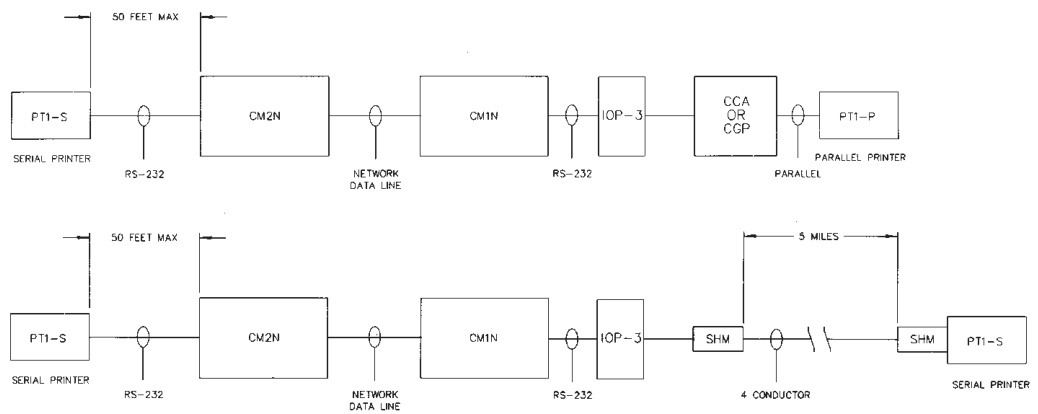 50 FEET MAX
PT1-S
CM2N
CM1N
IOP-3
CCA
OR
CGP
PT1-P
SERIAL PRINTER
RS-232
NETWORK
DATA LINE
RS-232
PARALLEL
PARALLEL PRINTER
50 FEET MAX
5 MILES
PT1-S
CM2N
CM1N
IOP-3
SHM
SHM
PT1-S
SERIAL PRINTER
RS-232
NETWORK
DATA LINE
RS-232
4 CONDUCTOR
SERIAL PRINTER